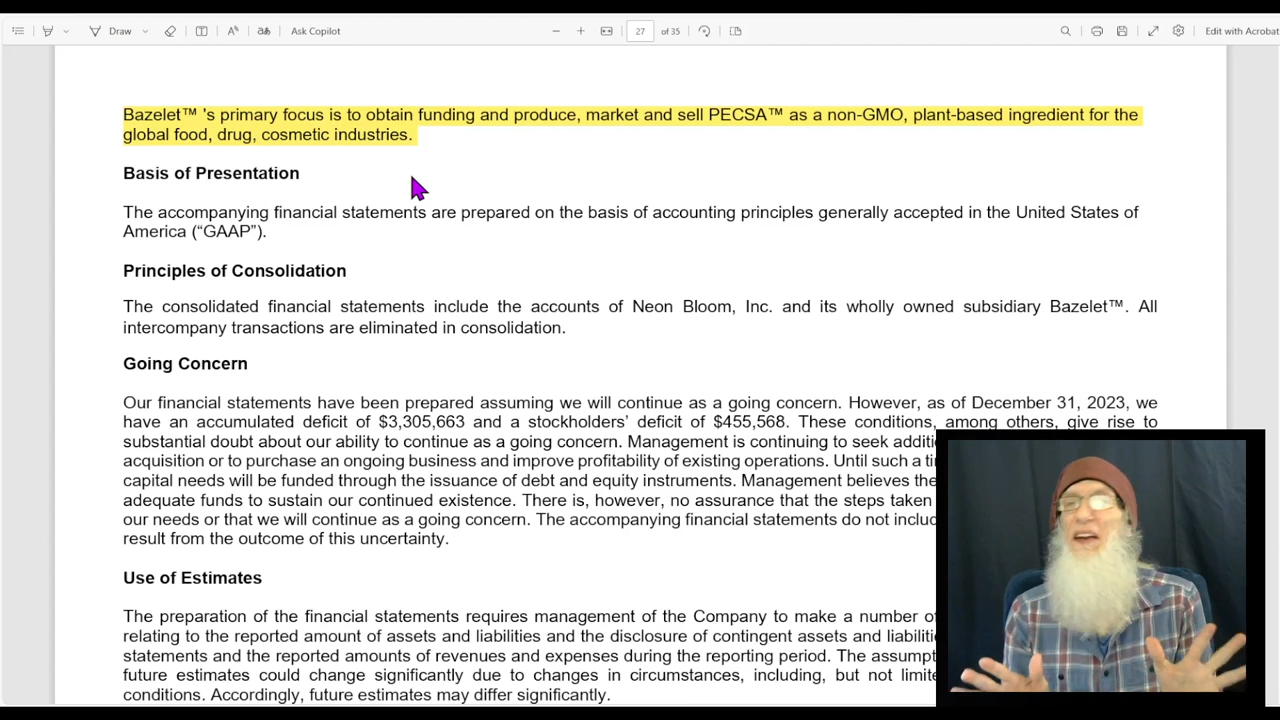 Draw
Ask Copilot
27
of 35
Edit with Acrobat
Bazelet™ 's primary focus is to obtain funding and produce, market and sell PECSA™ as a non-GMO, plant-based ingredient for the
global food, drug, cosmetic industries.
Basis of Presentation
The accompanying financial statements are prepared on the basis of accounting principles generally accepted in the United States of
America (“GAAP”).
Principles of Consolidation
The consolidated financial statements include the accounts of Neon Bloom, Inc. and its wholly owned subsidiary Bazelet™. All
intercompany transactions are eliminated in consolidation.
Going Concern
Our financial statements have been prepared assuming we will continue as a going concern. However, as of December 31, 2023, we
have an accumulated deficit of $3,305,663 and a stockholders’ deficit of $455,568. These conditions, among others, give rise to
substantial doubt about our ability to continue as a going concern. Management is continuing to seek
acquisition or to purchase an ongoing business and improve profitability of existing operations. Until such a
capital needs will be funded through the issuance of debt and equity instruments. Management believes
adequate funds to sustain our continued existence. There is, however, no assurance that the steps taken
our needs or that we will continue as a going concern. The accompanying financial statements do not
result from the outcome of this uncertainty.
Use of Estimates
The preparation of the financial statements requires management of the Company to make a number of
relating to the reported amount of assets and liabilities and the disclosure of contingent assets and
statements and the reported amounts of revenues and expenses during the reporting period. The
future estimates could change significantly due to changes in circumstances, including, but not
conditions. Accordingly, future estimates may differ significantly.